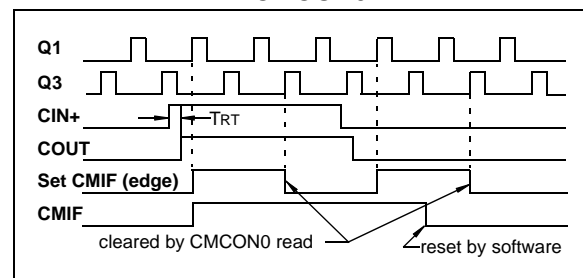 Q1
Q3
CIN+
TRT
COUT
Set CMIF (edge)
CMIF
cleared by CMCON0 read
reset by software